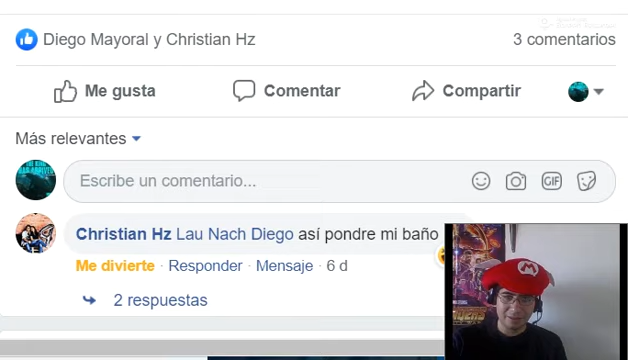 Diego Mayoral y Christian Hz
3 comentarios
Me gusta
Comentar
Compartir
Más relevantes
Escribe un comentario...
GIF
Christian Hz Lau Nach Diego así pondre mi baño
Me divierte · Responder · Mensaje · 6 d
2 respuestas
M